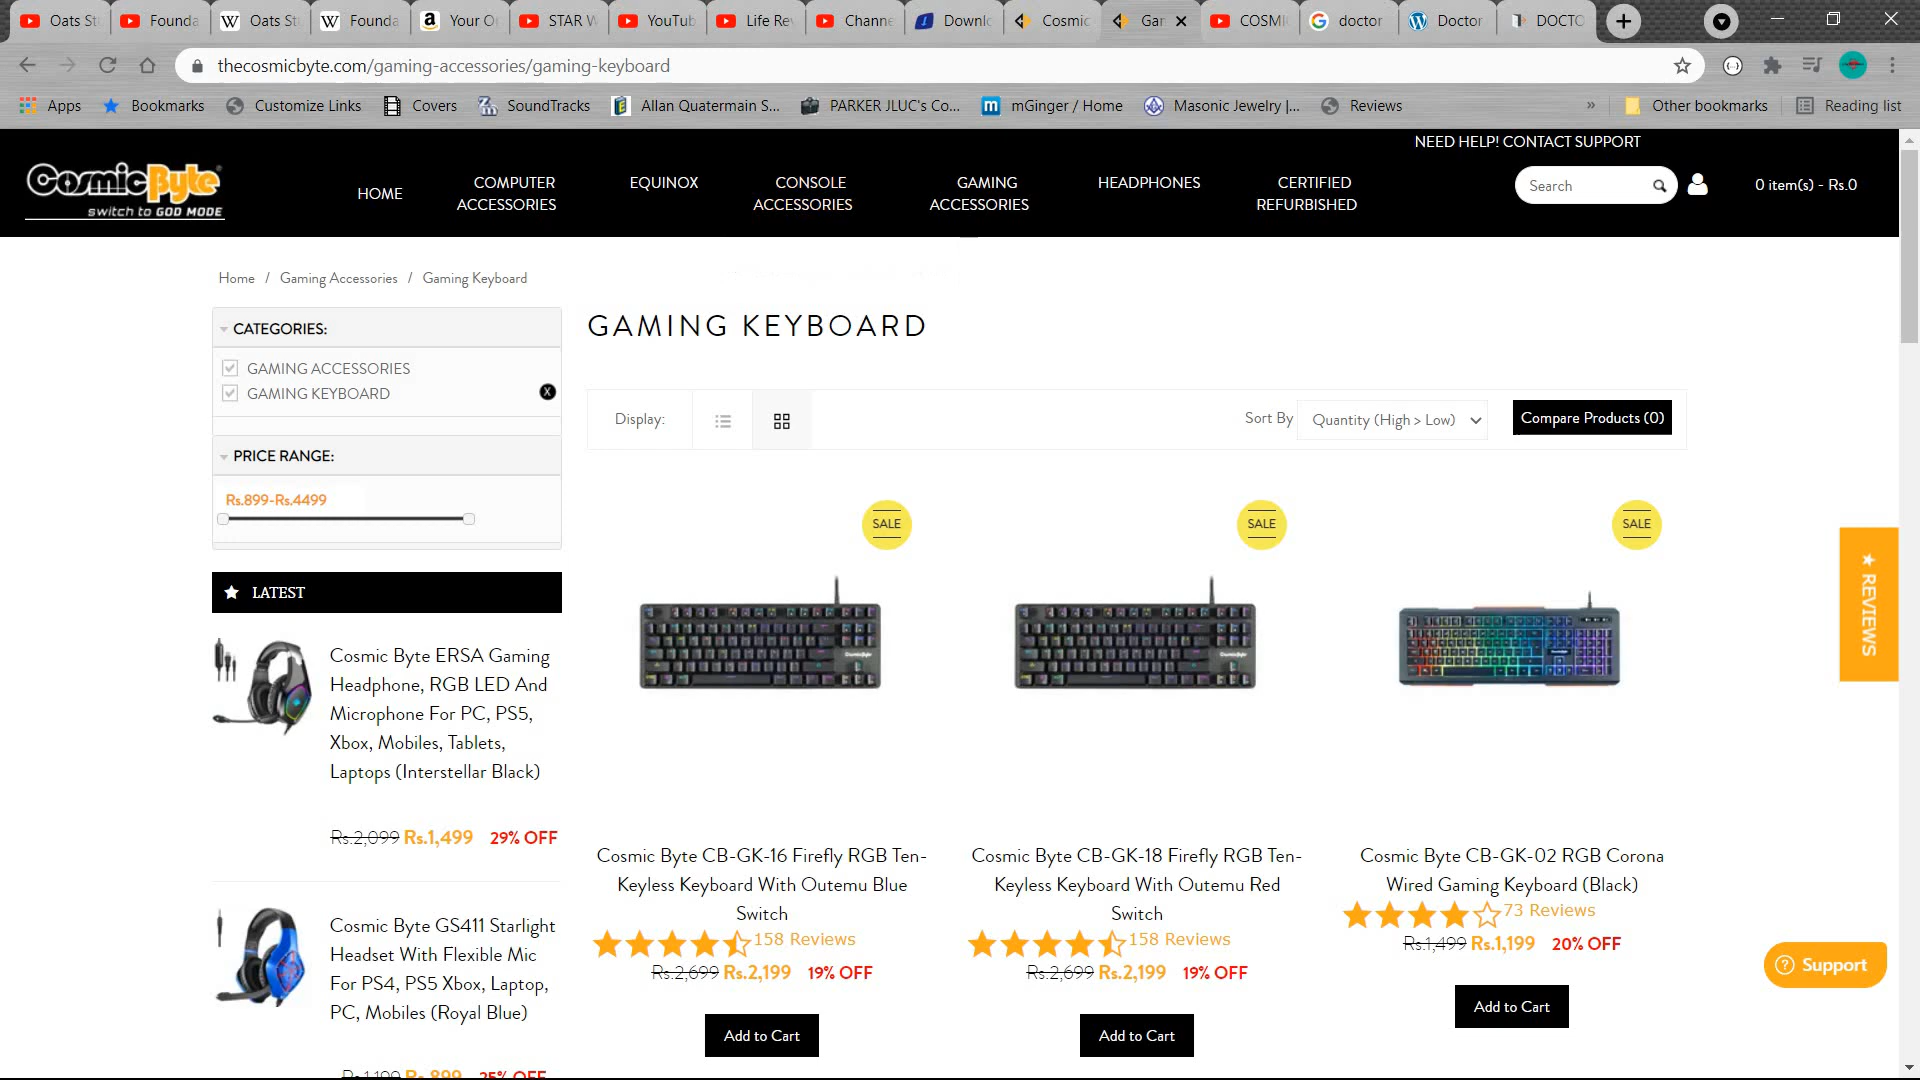 Oats St
Founda
Oats St
Founda
Your O
STAR W
YouTub
Life Re
Channe
Downlo
Cosmic
Gar
COSMI
doctor
Doctor
DOCTO
thecosmicbyte.com/gaming-accessories/gaming-keyboard
Apps
Bookmarks
Customize Links
Covers
SoundTracks
Allan Quatermain S...
PARKER JLUC's Co...
mGinger / Home
Masonic Jewelry |...
Reviews
»
Other bookmarks
Reading list
NEED HELP! CONTACT SUPPORT
CosmicByte
switch to GOD MODE
HOME
COMPUTER
ACCESSORIES
EQUINOX
CONSOLE
ACCESSORIES
GAMING
ACCESSORIES
HEADPHONES
CERTIFIED
REFURBISHED
Search
0 item(s) - Rs.0
Home / Gaming Accessories / Gaming Keyboard
CATEGORIES:
GAMING ACCESSORIES
GAMING KEYBOARD
X
PRICE RANGE:
Rs.899-Rs.4499
LATEST
Cosmic Byte ERSA Gaming
Headphone, RGB LED And
Microphone For PC, PS5,
Xbox, Mobiles, Tablets,
Laptops (Interstellar Black)
Rs.2,099 Rs.1,499 29% OFF
Cosmic Byte GS411 Starlight
Headset With Flexible Mic
For PS4, PS5 Xbox, Laptop,
PC, Mobiles (Royal Blue)
Rs.1,199 Rs.899 25% OFF
GAMING KEYBOARD
Display:
Sort By
Quantity (High > Low)
Compare Products (0)
SALE
SALE
SALE
Cosmic Byte CB-GK-16 Firefly RGB Ten-
Keyless Keyboard With Outemu Blue
Switch
158 Reviews
Rs.2,699 Rs.2,199 19% OFF
Add to Cart
Cosmic Byte CB-GK-18 Firefly RGB Ten-
Keyless Keyboard With Outemu Red
Switch
158 Reviews
Rs.2,699 Rs.2,199 19% OFF
Add to Cart
Cosmic Byte CB-GK-02 RGB Corona
Wired Gaming Keyboard (Black)
73 Reviews
Rs.1,499 Rs.1,199 20% OFF
Add to Cart
★ REVIEWS
Support